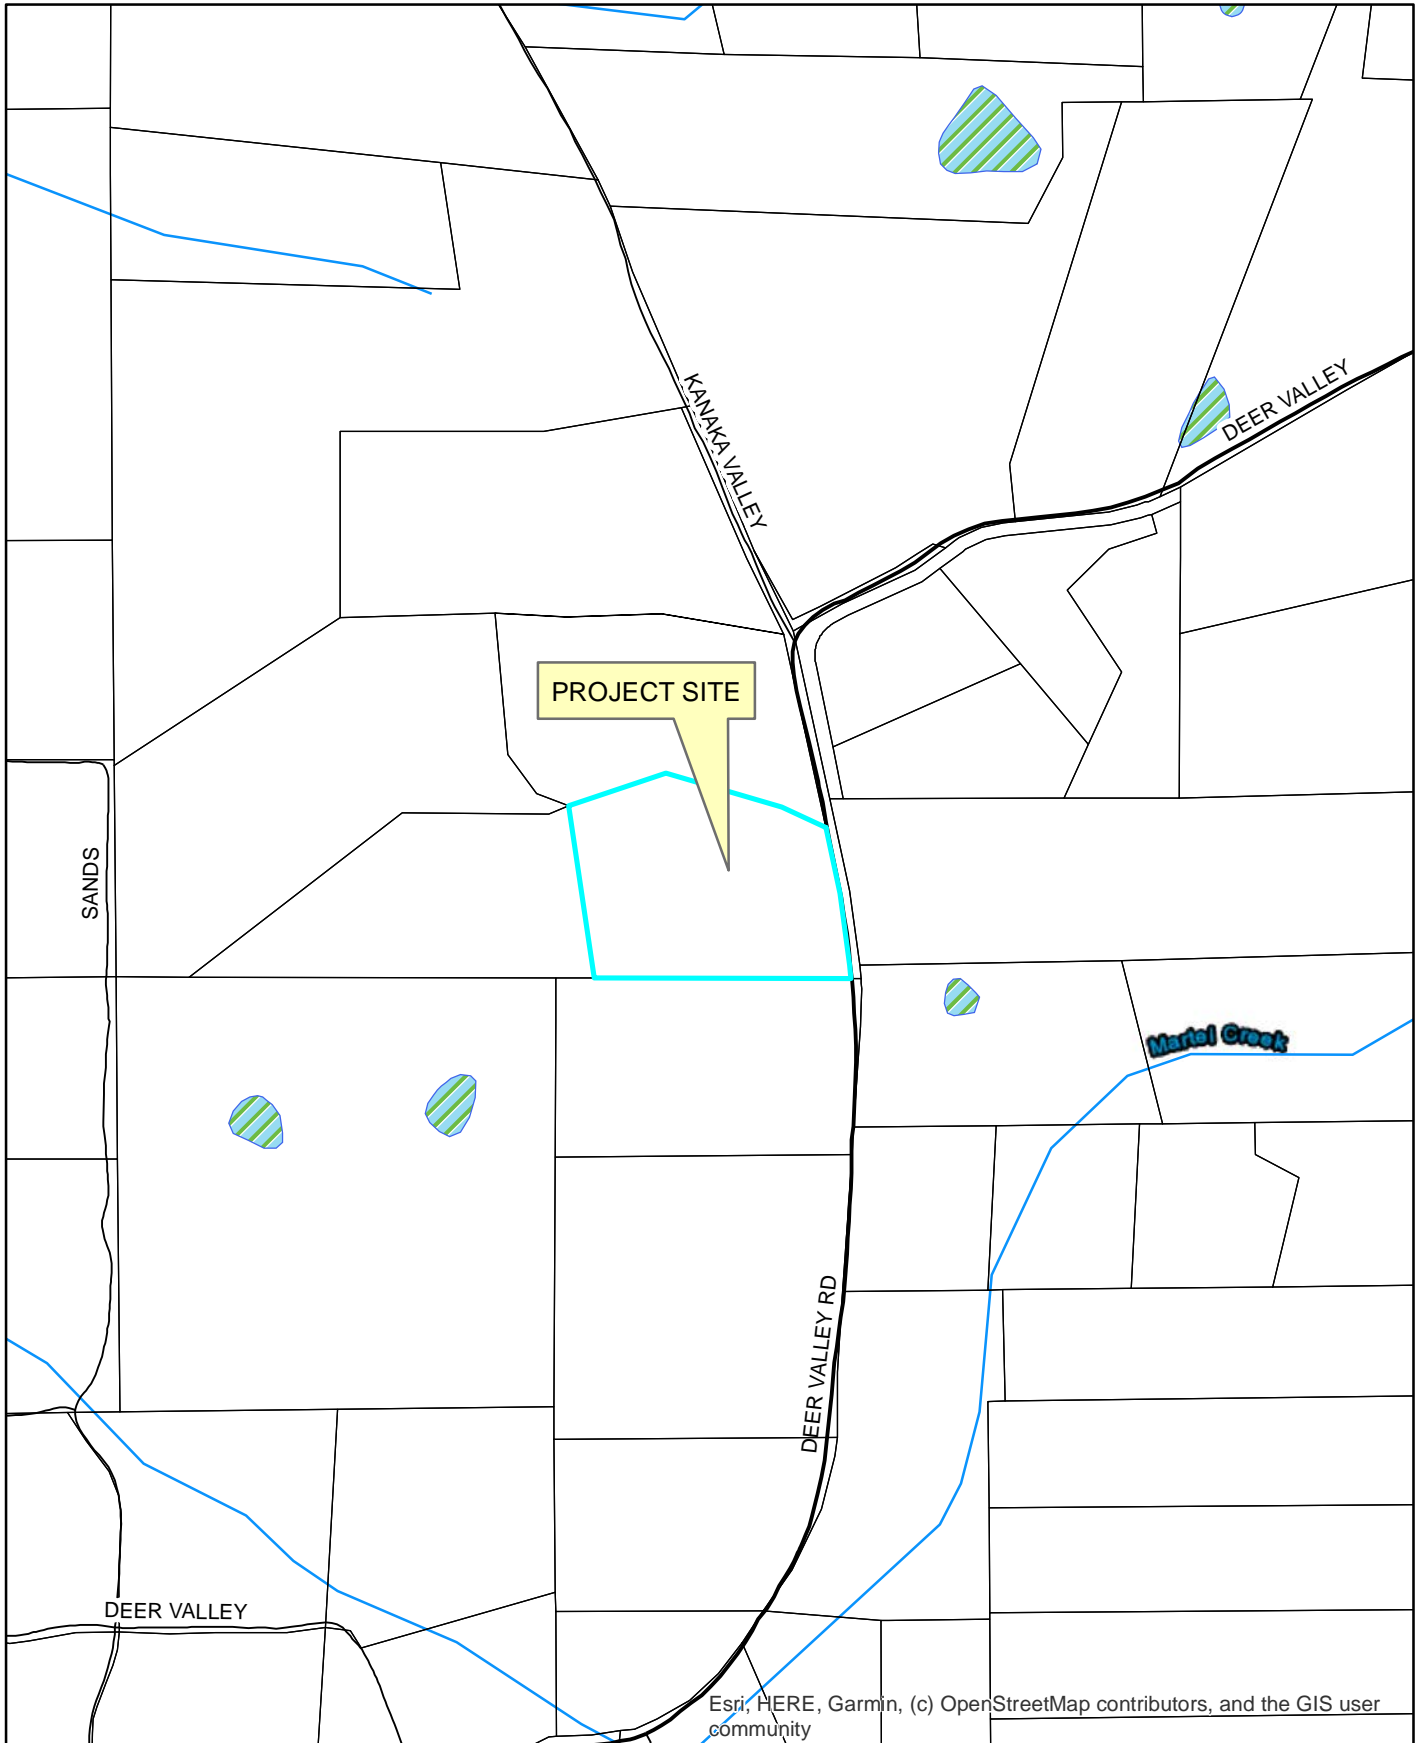 KANAKA VALLEY
DEER VALLEY
PROJECT SITE
SANDS
Martel Creek
DEER VALLEY RD
DEER VALLEY
Esri, HERE, Garmin, (c) OpenStreetMap contributors, and the GIS user
community